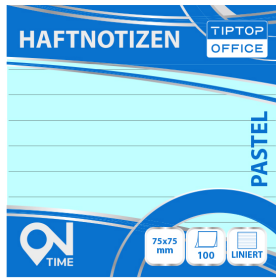 HAFTNOTIZEN
TIPTOP
OFFICE
PASTEL
ON
TIME
75x75
mm
100
LINIERT